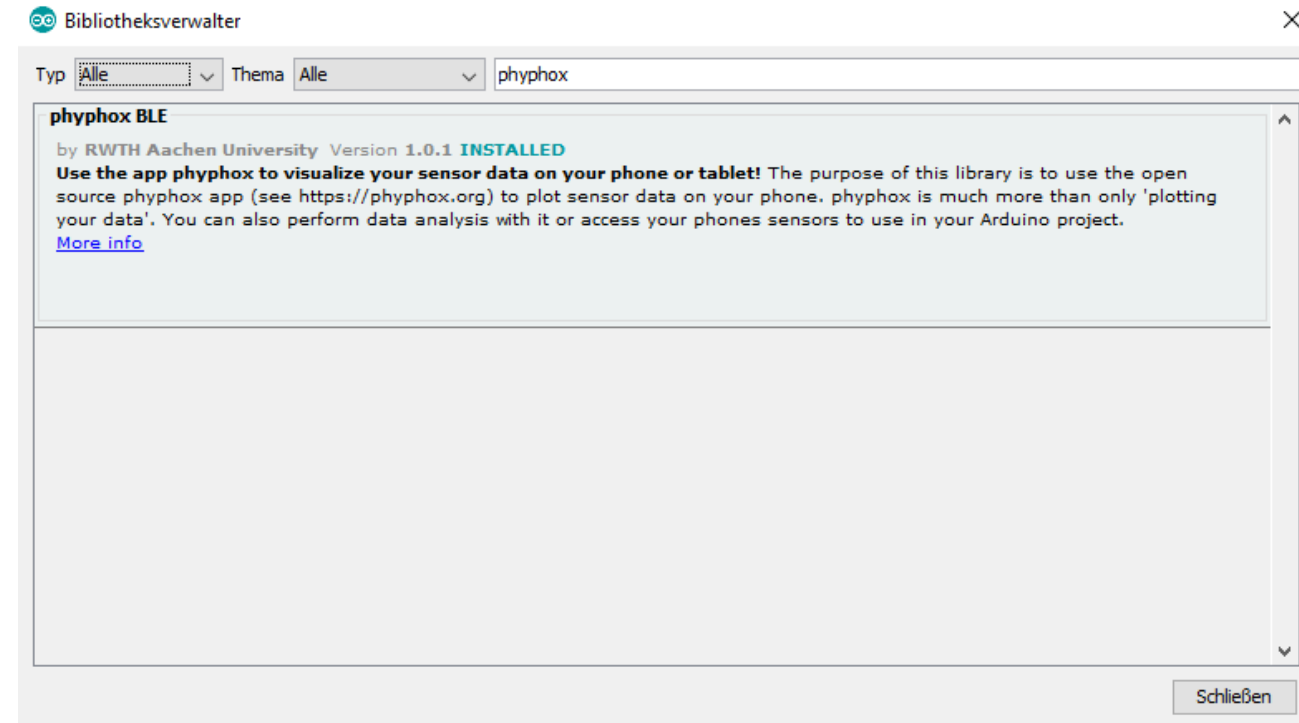 Bibliotheksverwalter
Typ Alle Thema Alle phyphox
phyphox BLE
by RWTH Aachen University Version 1.0.1 INSTALLED
Use the app phyphox to visualize your sensor data on your phone or tablet! The purpose of this library is to use the open
source phyphox app (see https://phyphox.org) to plot sensor data on your phone. phyphox is much more than only 'plotting
your data'. You can also perform data analysis with it or access your phones sensors to use in your Arduino project.
More info
Schließen